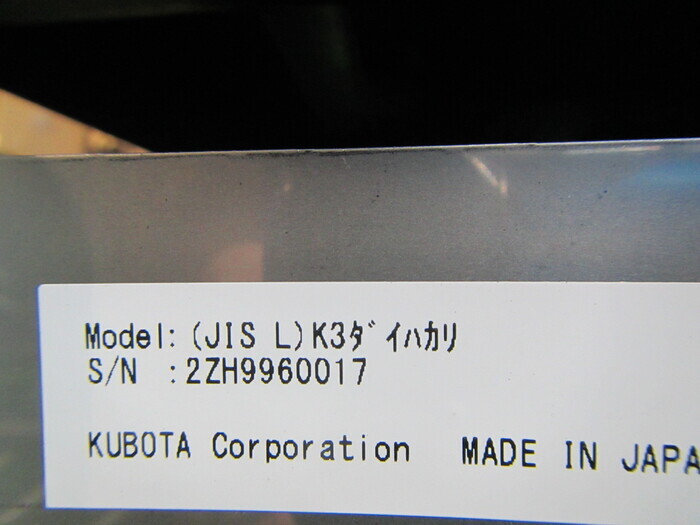 Model: (JIS L)K3ﾀﾞｲﾊｶﾘ
S/N :2ZH9960017
KUBOTA Corporation MADE IN JAPA